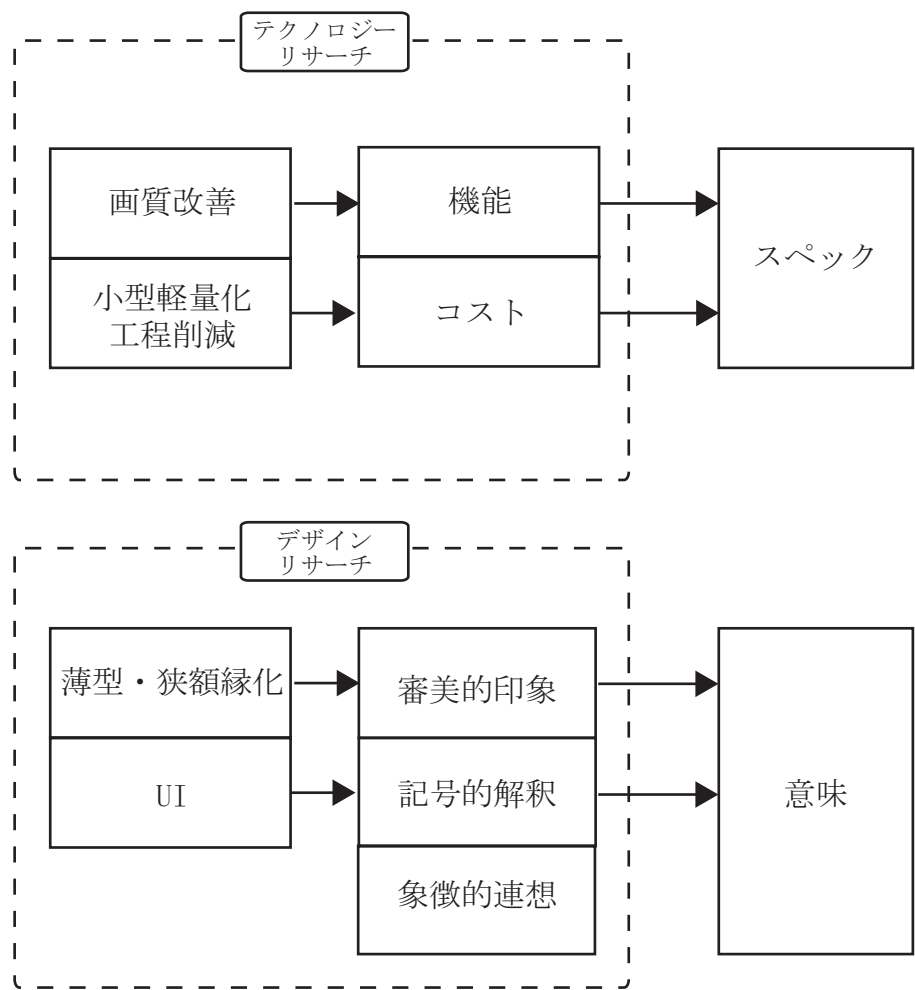 テクノロジー
リサーチ
画質改善
機能
スペック
小型軽量化
工程削減
コスト
デザイン
リサーチ
薄型・狭額縁化
審美的印象
UI
記号的解釈
意味
象徴的連想